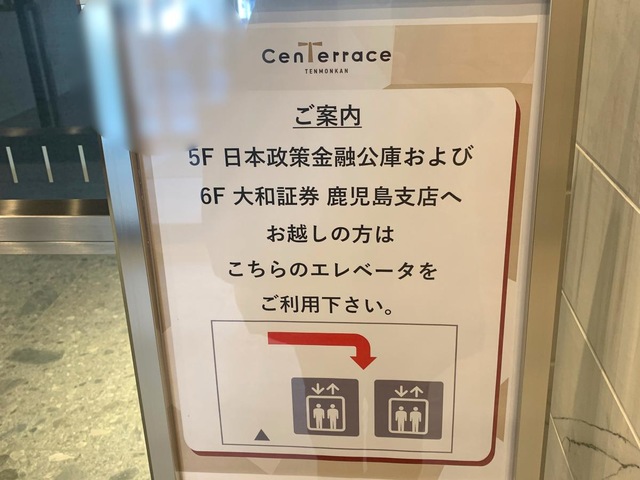 CenTerrace
TENMONKAN
ご案内
5F 日本政策金融公庫および
6F 大和証券 鹿児島支店へ
お越しの方は
こちらのエレベータを
ご利用下さい。